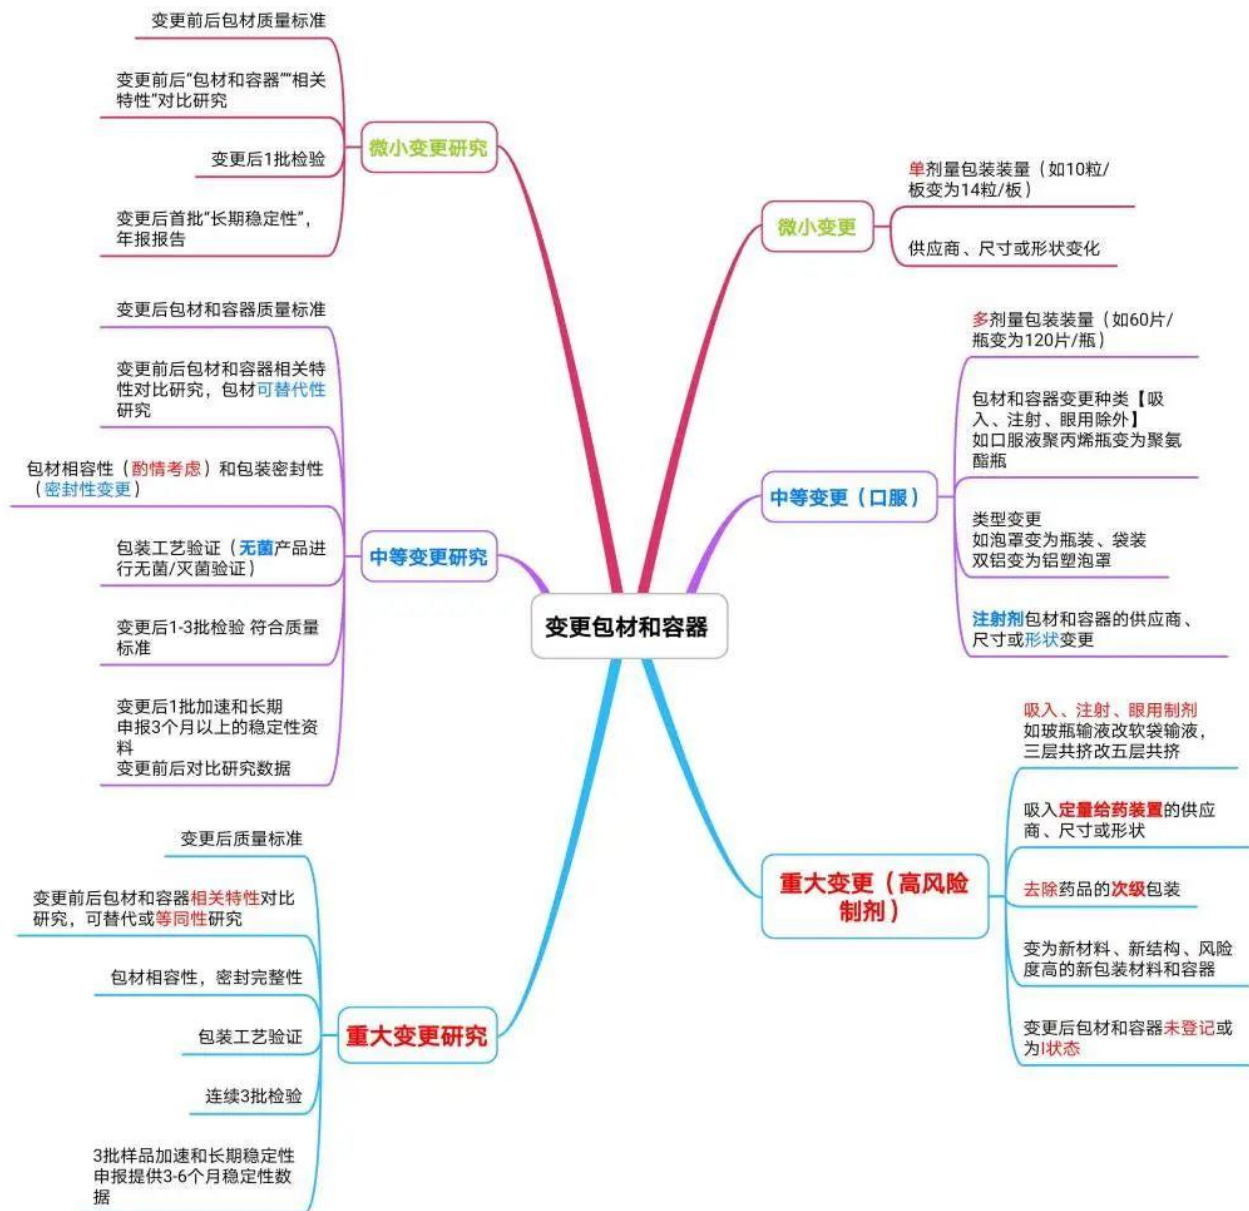 变更包材和容器
微小变更研究
变更前后包材质量标准
变更前后“包材和容器”“相关
特性”对比研究
变更后1批检验
变更后首批“长期稳定性”，
年报报告
中等变更研究
变更后包材和容器质量标准
变更前后包材和容器相关特
性对比研究，包材可替代性
研究
包材相容性（酌情考虑）和包装密封性
（密封性变更）
包装工艺验证（无菌产品进
行无菌/灭菌验证）
变更后1-3批检验 符合质量
标准
变更后1批加速和长期
申报3个月以上的稳定性资
料
变更前后对比研究数据
重大变更研究
变更后质量标准
变更前后包材和容器相关特性对比
研究，可替代或等同性研究
包材相容性，密封完整性
包装工艺验证
连续3批检验
3批样品加速和长期稳定性
申报提供3-6个月稳定性数
据
微小变更
单剂量包装装量（如10粒/
板变为14粒/板）
供应商、尺寸或形状变化
中等变更（口服）
多剂量包装装量（如60片/
瓶变为120片/瓶）
包材和容器变更种类【吸
入、注射、眼用除外】
如口服液聚丙烯瓶变为聚氨
酯瓶
类型变更
如泡罩变为瓶装、袋装
双铝变为铝塑泡罩
注射剂包材和容器的供应商、
尺寸或形状变更
重大变更（高风险
制剂）
吸入、注射、眼用制剂
如玻瓶输液改软袋输液，
三层共挤改五层共挤
吸入定量给药装置的供应
商、尺寸或形状
去除药品的次级包装
变为新材料、新结构、风险
度高的新包装材料和容器
变更后包材和容器未登记或
为I状态